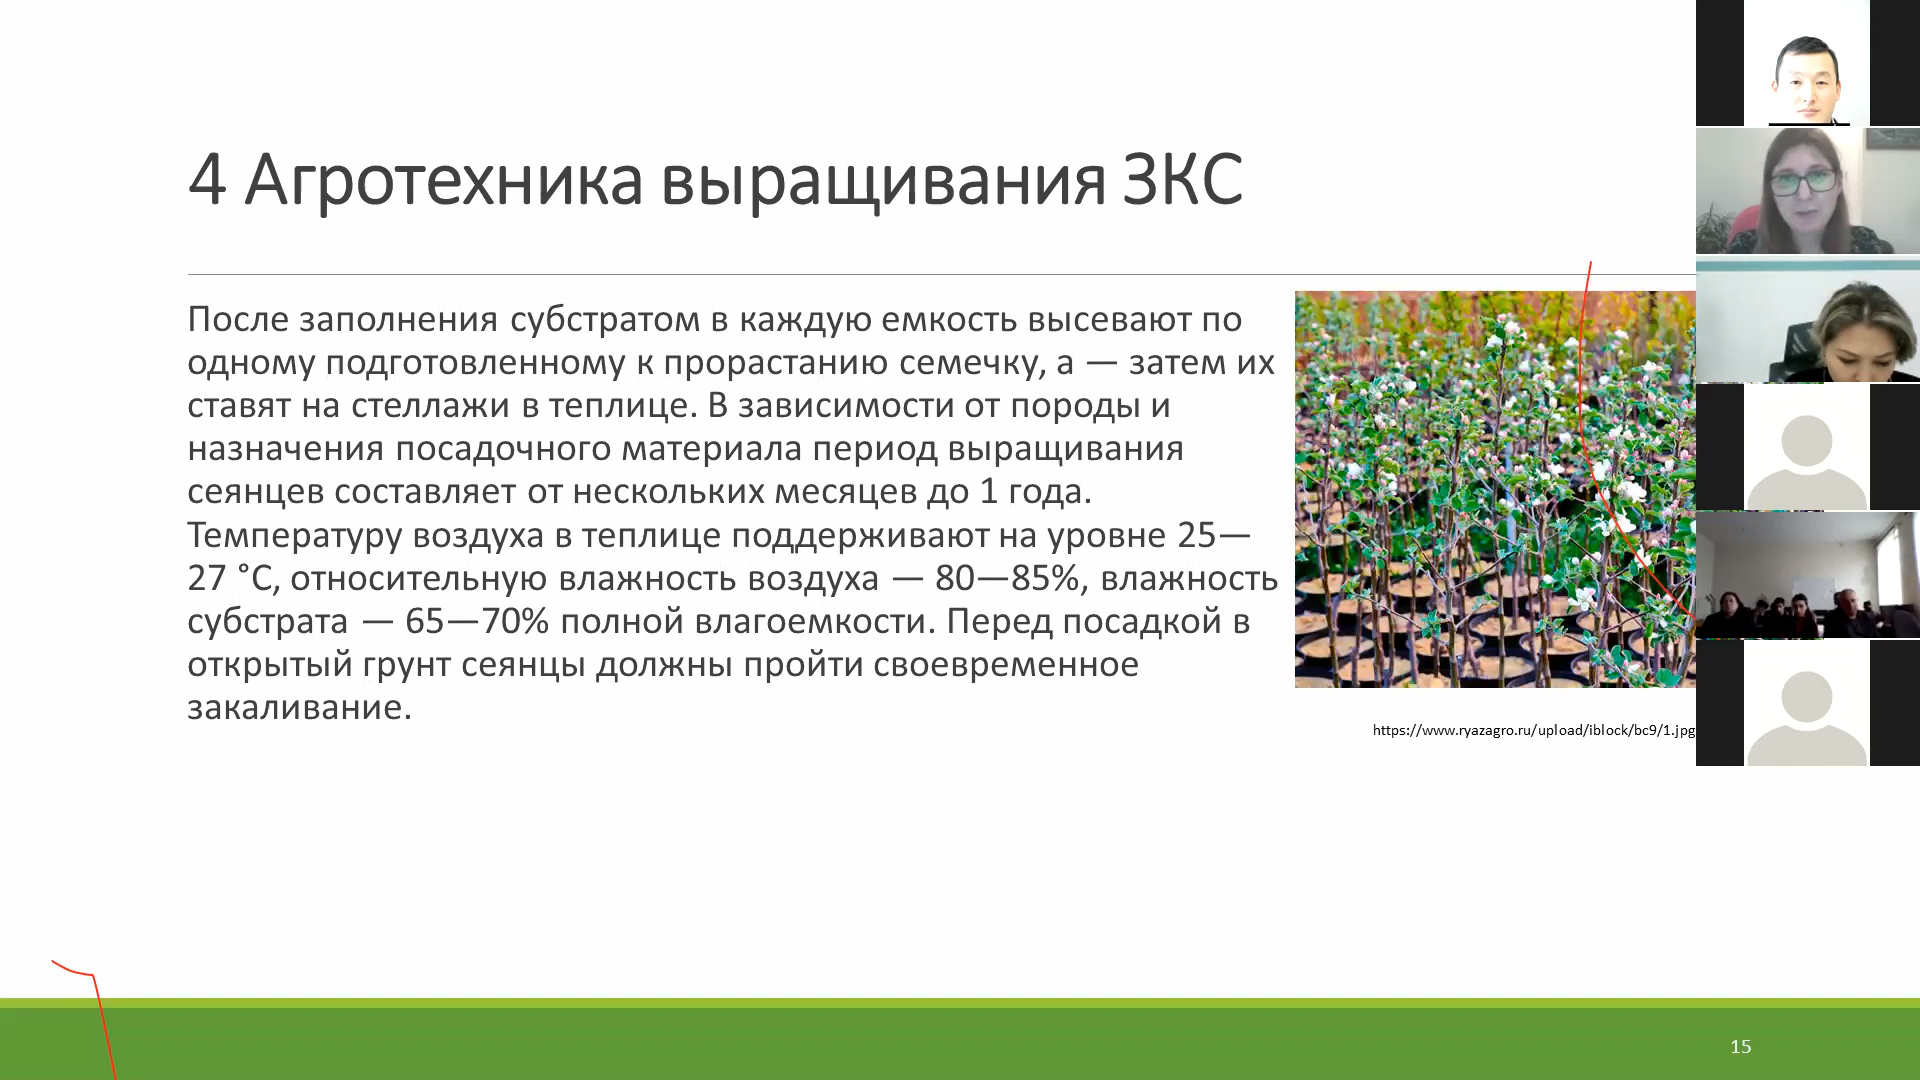 4 Агротехника выращивания ЗКС
После заполнения субстратом в каждую емкость высевают по
одному подготовленному к прорастанию семечку, а — затем их
ставят на стеллажи в теплице. В зависимости от породы и
назначения посадочного материала период выращивания
сеянцев составляет от нескольких месяцев до 1 года.
Температуру воздуха в теплице поддерживают на уровне 25—
27 °С, относительную влажность воздуха — 80—85%, влажность
субстрата — 65—70% полной влагоемкости. Перед посадкой в
открытый грунт сеянцы должны пройти своевременное
закаливание.
https://www.ryazagro.ru/upload/iblock/bc9/1.jpg
15